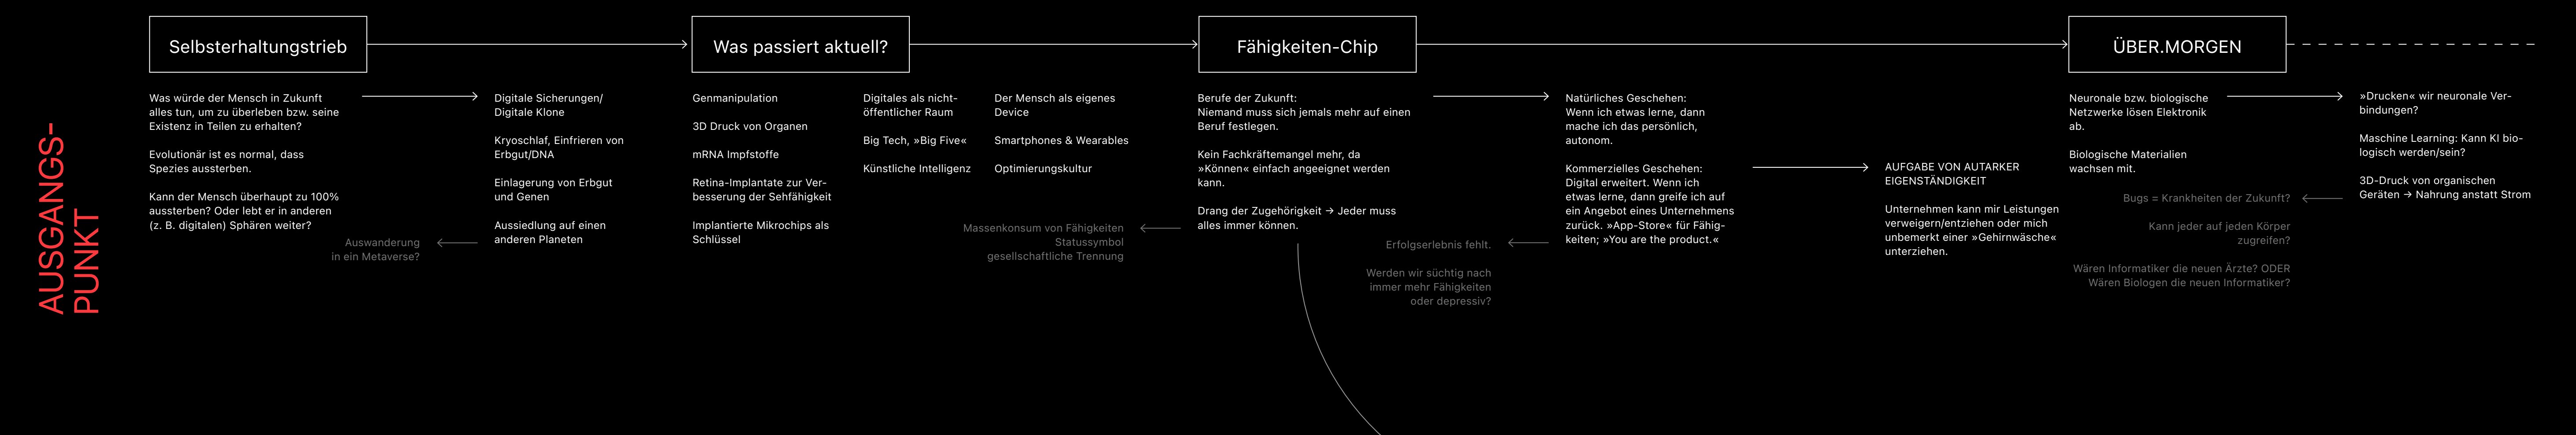 AUSGANGS-
PUNKT
Selbsterhaltungstrieb
Was würde der Mensch in Zukunft
alles tun, um zu überleben bzw. seine
Existenz in Teilen zu erhalten?
Evolutionär ist es normal, dass
Spezies aussterben.
Kann der Mensch überhaupt zu 100%
aussterben? Oder lebt er in anderen
(z. B. digitalen) Sphären weiter?
Auswanderung
in ein Metaverse?
Digitale Sicherungen/
Digitale Klone
Kryoschlaf, Einfrieren von
Erbgut/DNA
Einlagerung von Erbgut
und Genen
Aussiedlung auf einen
anderen Planeten
Was passiert aktuell?
Genmanipulation
3D Druck von Organen
mRNA Impfstoffe
Retina-Implantate zur Ver-
besserung der Sehfähigkeit
Implantierte Mikrochips als
Schlüssel
Digitales als nicht-
öffentlicher Raum
Big Tech, »Big Five«
Künstliche Intelligenz
Der Mensch als eigenes
Device
Smartphones & Wearables
Optimierungskultur
Massenkonsum von Fähigkeiten
Statussymbol
gesellschaftliche Trennung
Fähigkeiten-Chip
Berufe der Zukunft:
Niemand muss sich jemals mehr auf einen
Beruf festlegen.
Kein Fachkräftemangel mehr, da
»Können« einfach angeeignet werden
kann.
Drang der Zugehörigkeit → Jeder muss
alles immer können.
Erfolgserlebnis fehlt.
Werden wir süchtig nach
immer mehr Fähigkeiten
oder depressiv?
Natürliches Geschehen:
Wenn ich etwas lerne, dann
mache ich das persönlich,
autonom.
Kommerzielles Geschehen:
Digital erweitert. Wenn ich
etwas lerne, dann greife ich auf
ein Angebot eines Unternehmens
zurück. »App-Store« für Fähig-
keiten; »You are the product.«
AUFGABE VON AUTARKER
EIGENSTÄNDIGKEIT
Unternehmen kann mir Leistungen
verweigern/entziehen oder mich
unbemerkt einer »Gehirnwäsche«
unterziehen.
ÜBER.MORGEN
Neuronale bzw. biologische
Netzwerke lösen Elektronik
ab.
Biologische Materialien
wachsen mit.
Bugs = Krankheiten der Zukunft?
Kann jeder auf jeden Körper
zugreifen?
Wären Informatiker die neuen Ärzte? ODER
Wären Biologen die neuen Informatiker?
»Drucken« wir neuronale Ver-
bindungen?
Maschine Learning: Kann KI bio-
logisch werden/sein?
3D-Druck von organischen
Geräten → Nahrung anstatt Strom